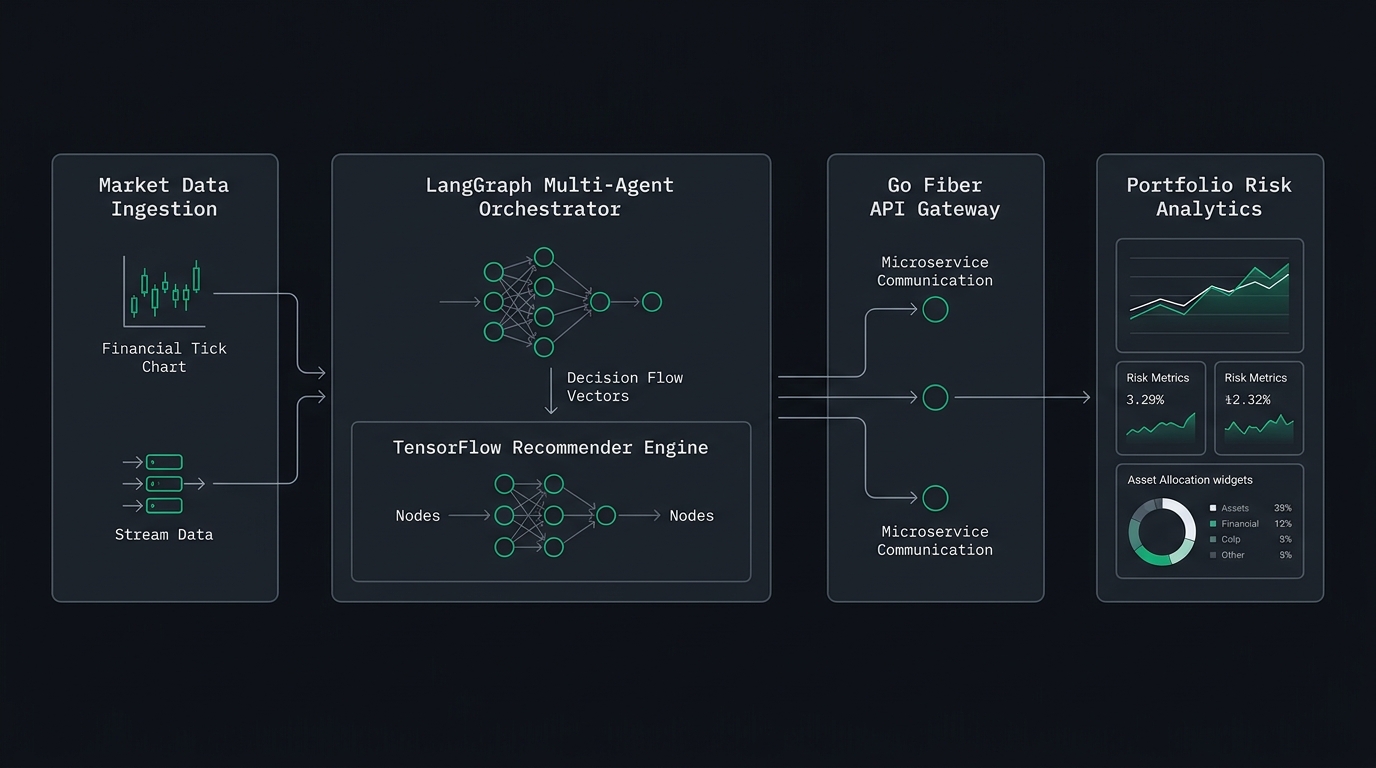 Market Data
Ingestion
Financial Tick
Chart
Stream Data
LangGraph Multi-Agent
Orchestrator
Decision Flow
Vectors
TensorFlow Recommender Engine
Nodes
Nodes
Go Fiber
API Gateway
Microservice
Communication
Microservice
Communication
Portfolio Risk
Analytics
Risk Metrics
3.29%
Risk Metrics
12.32%
Asset Allocation widgets
Assets 39%
Financial 12%
Colp 3%
Other 3%